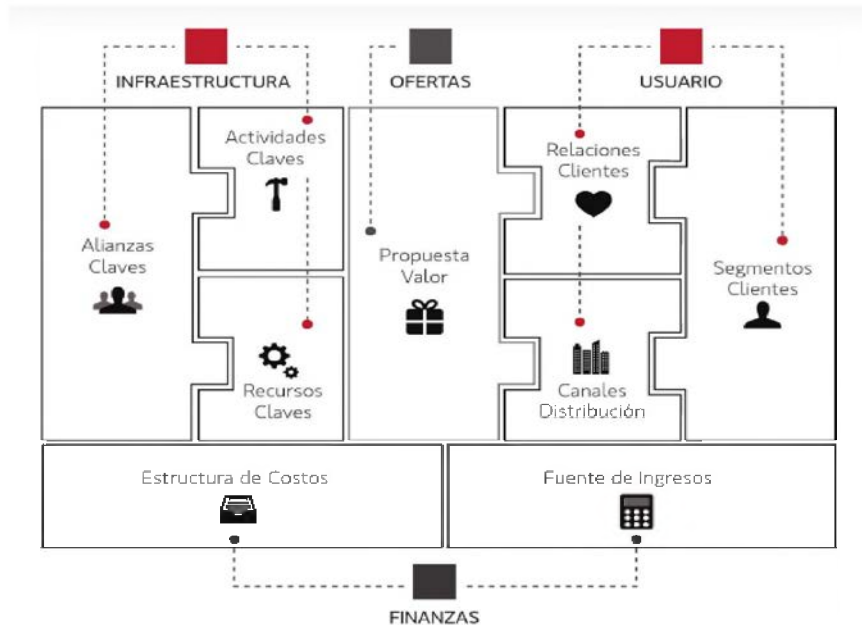 INFRAESTRUCTURA
OFERTAS
USUARIO
Alianzas
Claves
Actividades
Claves
Recursos
Claves
Propuesta
Valor
Relaciones
Clientes
Canales
Distribución
Segmentos
Clientes
Estructura de Costos
Fuente de Ingresos
FINANZAS